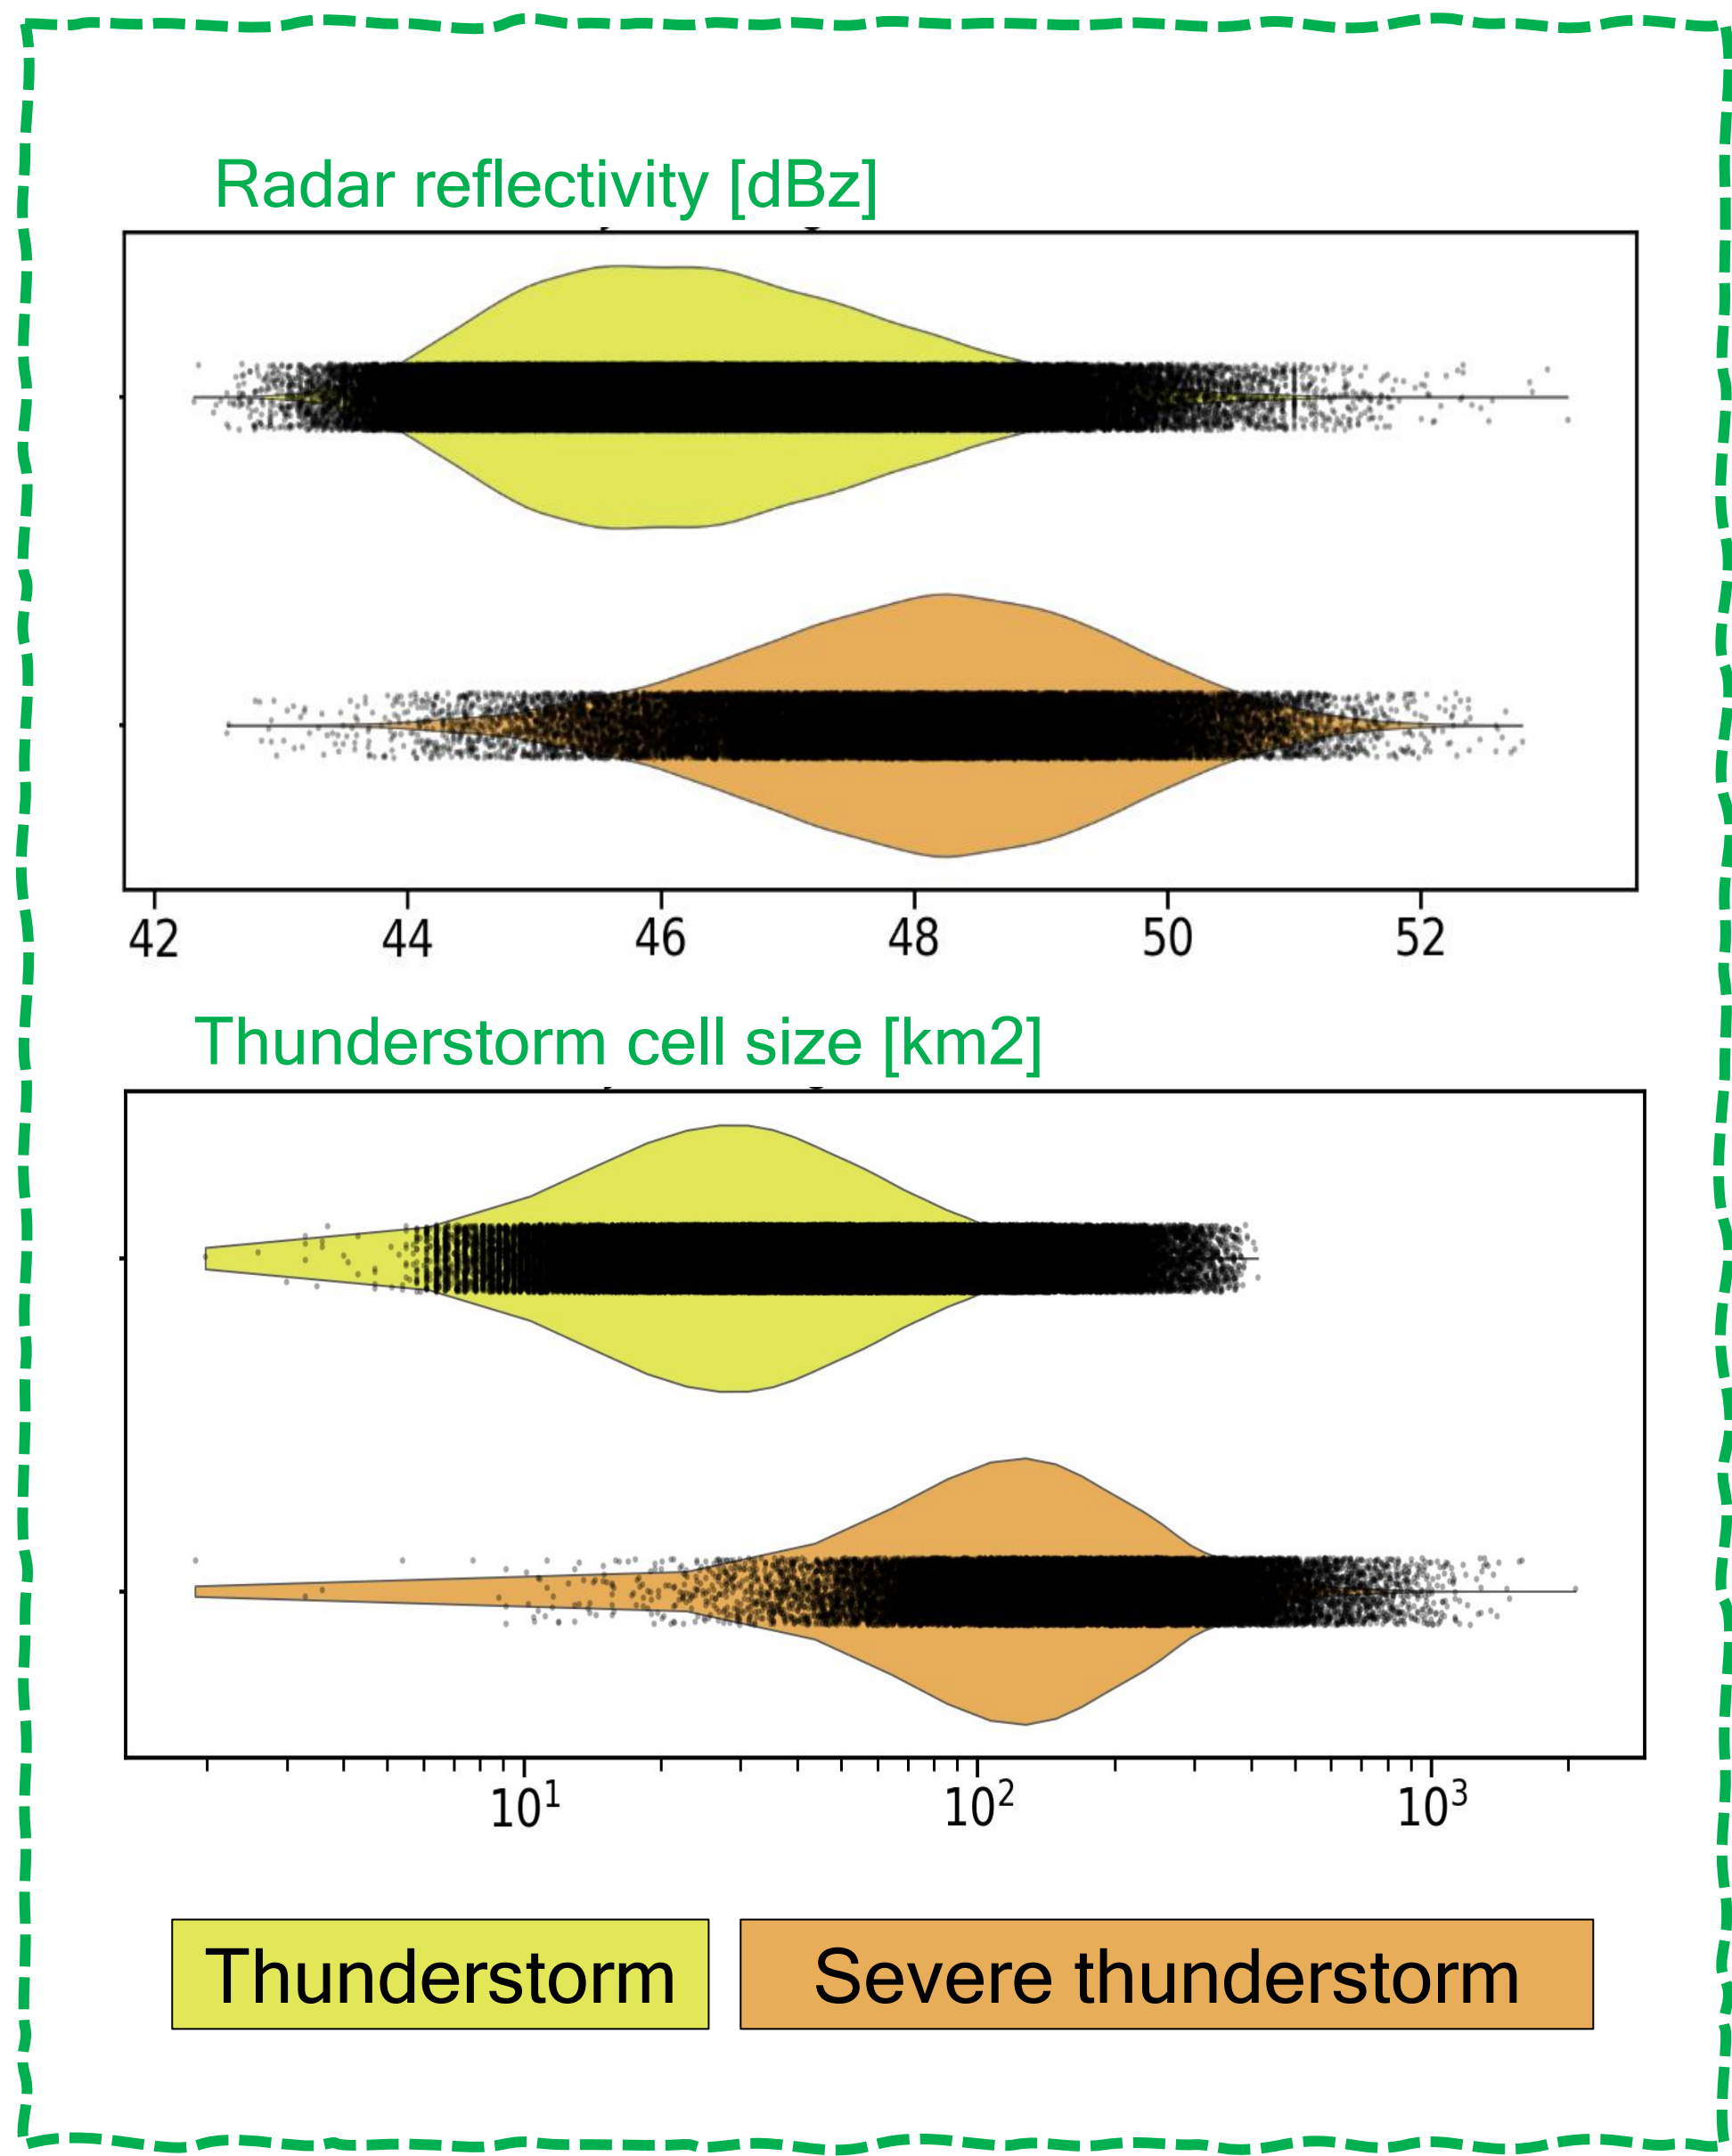 Radar reflectivity [dBz]
42 44 46 48 50 52
Thunderstorm cell size [km2]
10¹ 10² 10³
Thunderstorm Severe thunderstorm